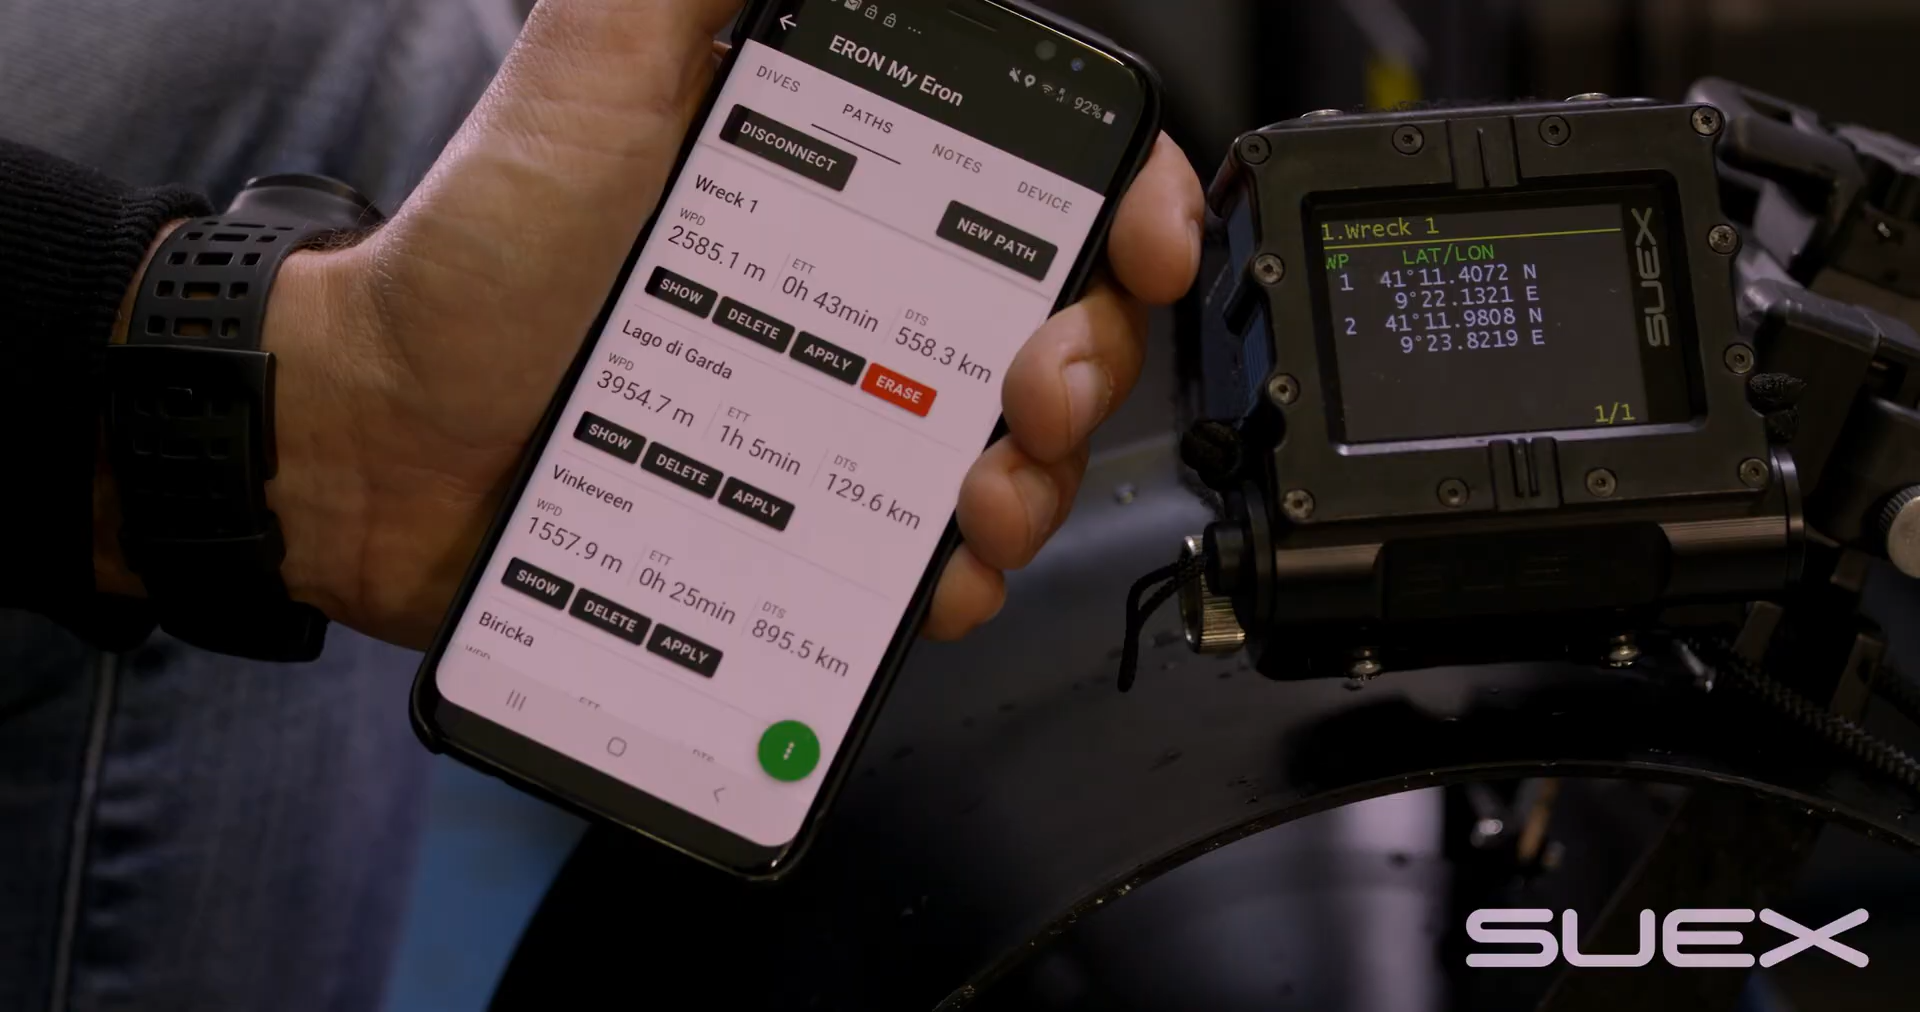 ERON My Eron
92%
DIVES
PATHS
NOTES
DEVICE
DISCONNECT
NEW PATH
Wreck 1
WPD
2585.1 m
ETT
0h 43min
DTS
558.3 km
SHOW
DELETE
APPLY
ERASE
Lago di Garda
WPD
3954.7 m
ETT
1h 5min
DTS
129.6 km
SHOW
DELETE
APPLY
Vinkeveen
WPD
1557.9 m
ETT
0h 25min
DTS
895.5 km
SHOW
DELETE
APPLY
Biricka
1.Wreck 1
WP LAT/LON
1 41°11.4072 N
9°22.1321 E
2 41°11.9808 N
9°23.8219 E
1/1
SUEX
SUEX